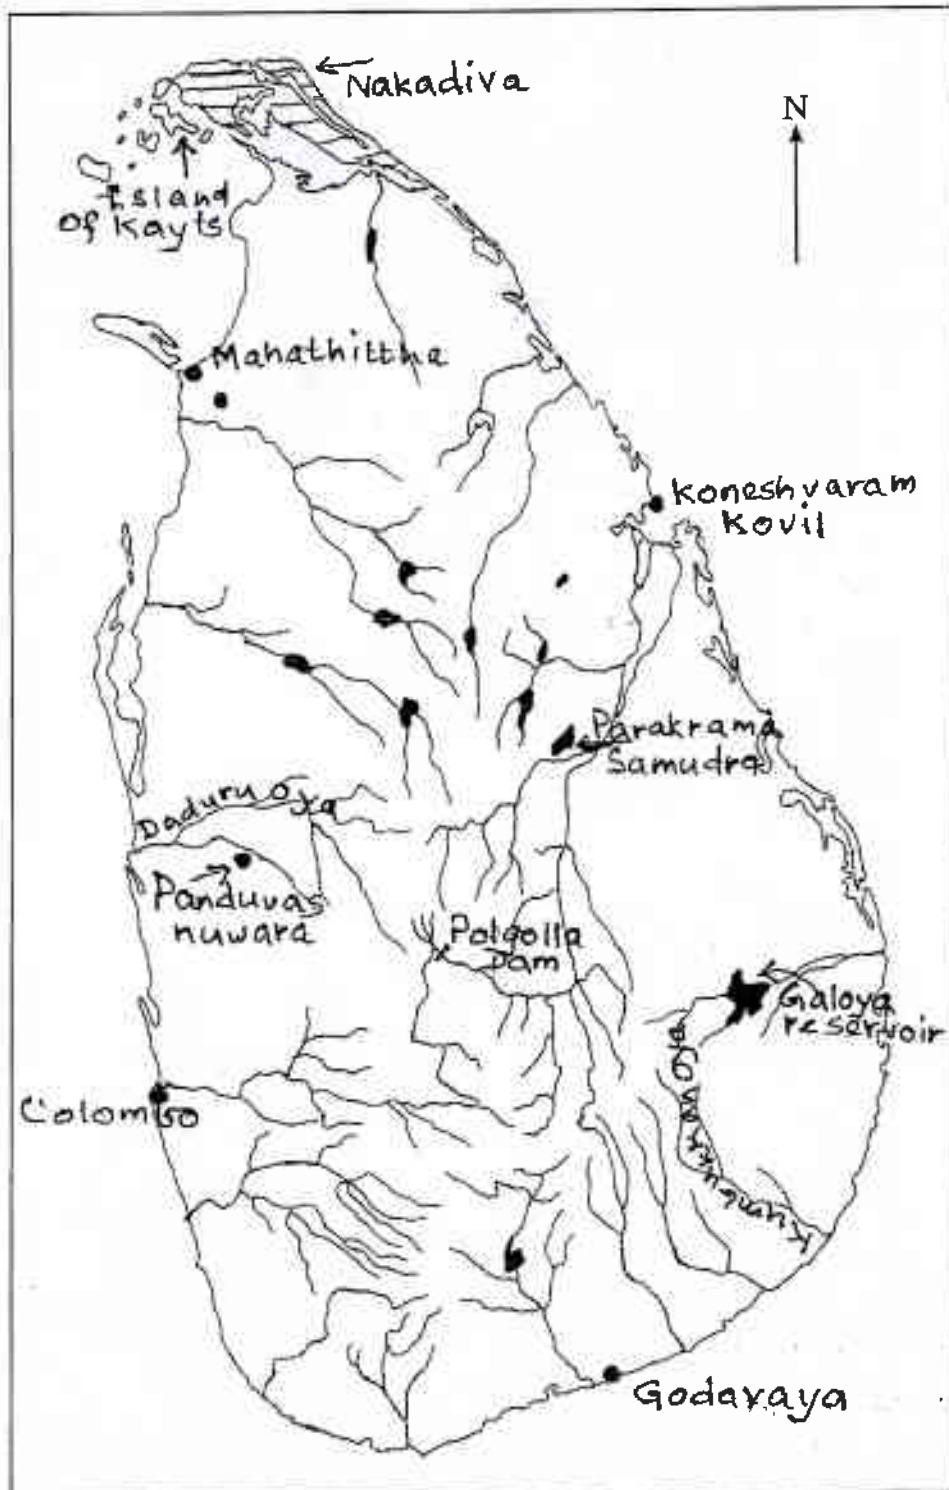 Nakadiva
N
Island
of Kayts
Mahathittha
Koneshvaram
Kovil
Parakrama
Samudra
Daduru Oya
Panduvas
nuwara
Polgolla
Dam
Galoya
reservoir
Kumbukkan Oya
Colombo
Godavaya